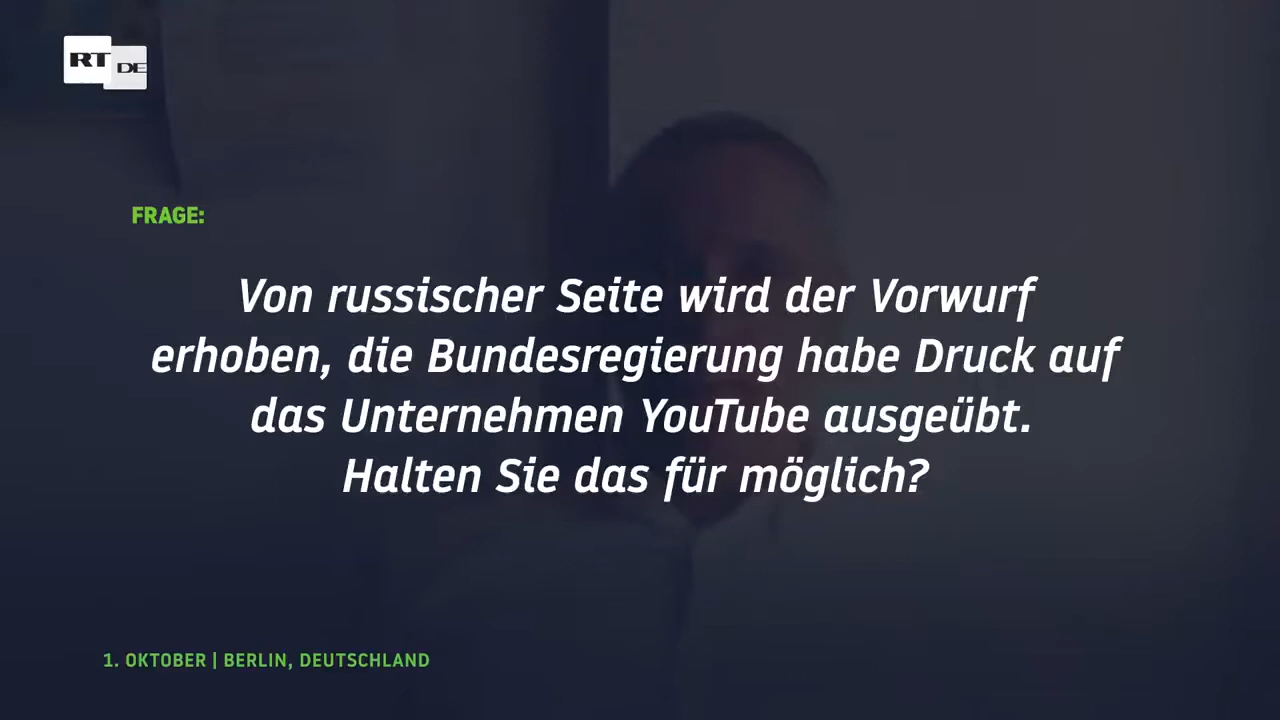 RT DE
FRAGE:
Von russischer Seite wird der Vorwurf
erhoben, die Bundesregierung habe Druck auf
das Unternehmen YouTube ausgeübt.
Halten Sie das für möglich?
1. OKTOBER | BERLIN, DEUTSCHLAND